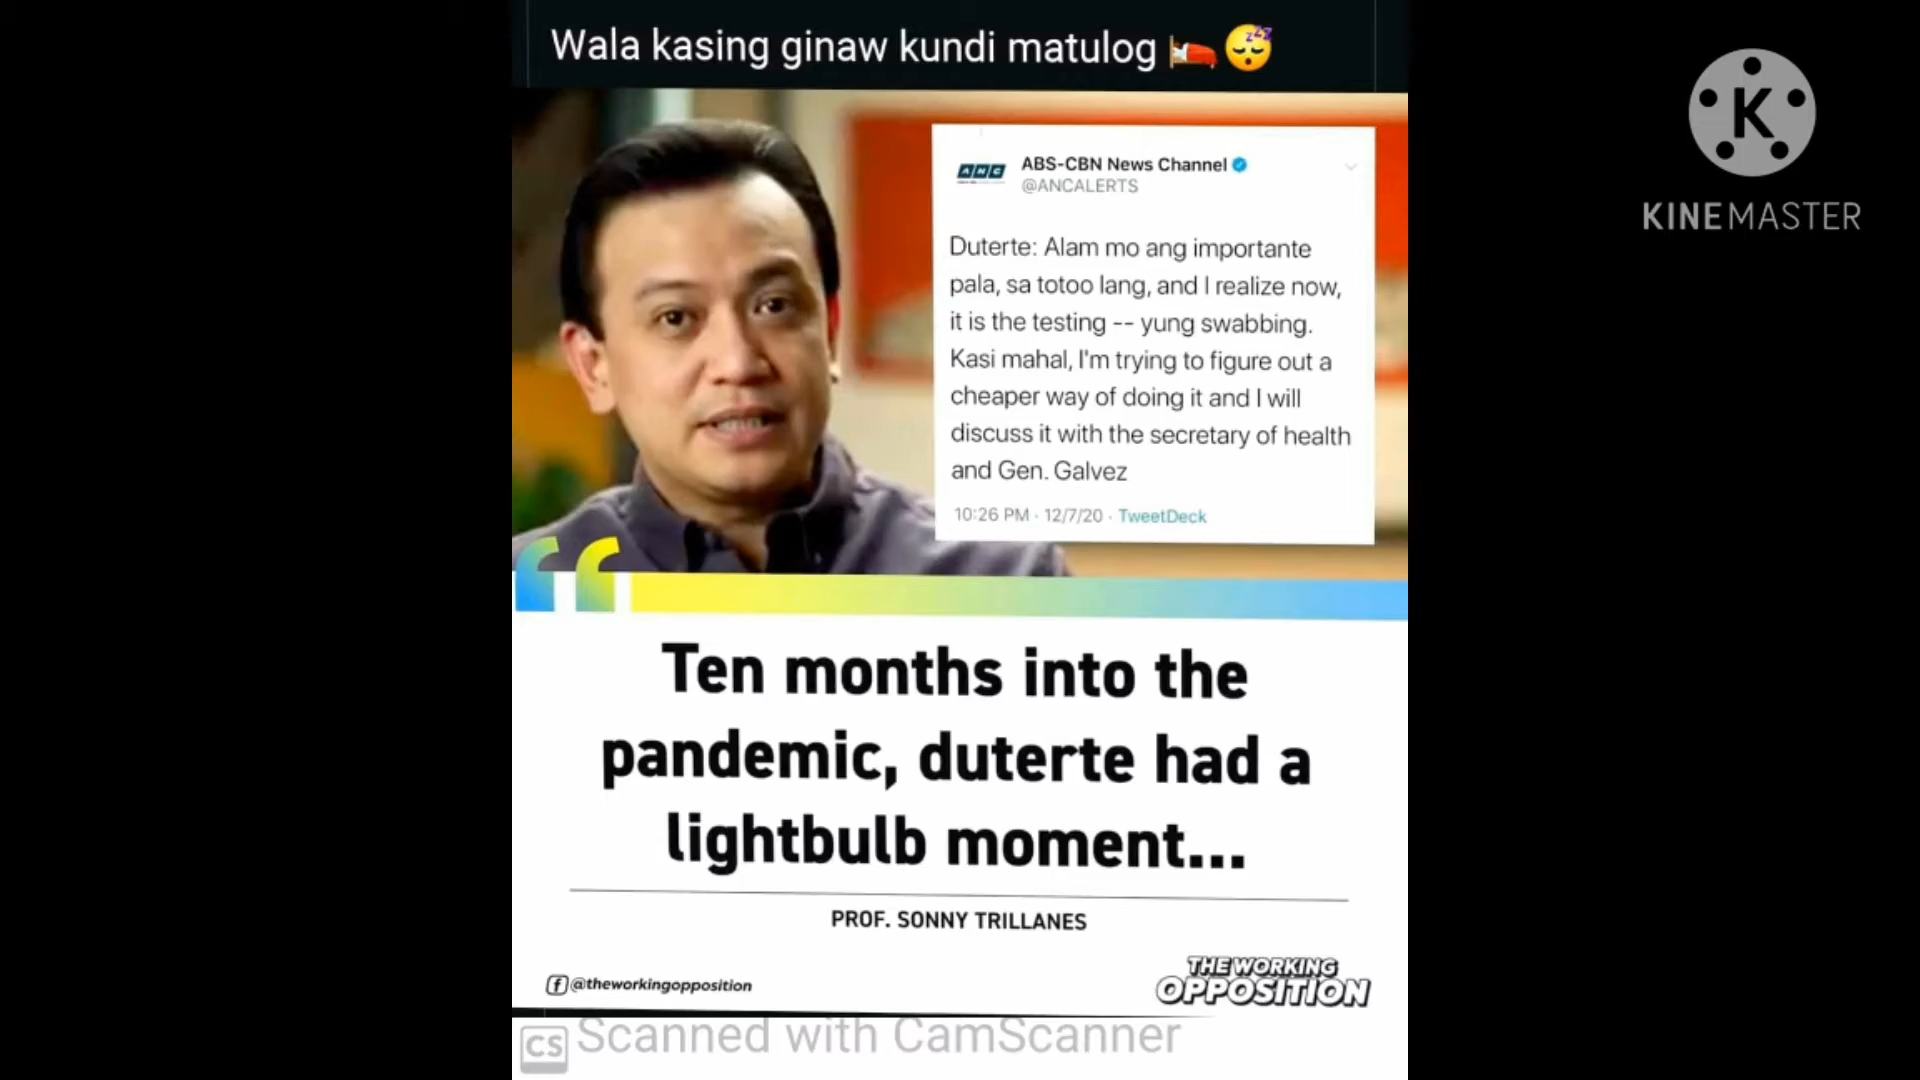 Wala kasing ginaw kundi matulog 🛌😴
K
KINEMASTER
ANC
ABS-CBN News Channel
@ANCALERTS
Duterte: Alam mo ang importante
pala, sa totoo lang, and I realize now,
it is the testing -- yung swabbing.
Kasi mahal, I'm trying to figure out a
cheaper way of doing it and I will
discuss it with the secretary of health
and Gen. Galvez
10:26 PM · 12/7/20 · TweetDeck
Ten months into the
pandemic, duterte had a
lightbulb moment...
PROF. SONNY TRILLANES
f @theworkingopposition
THE WORKING
OPPOSITION
CS Scanned with CamScanner